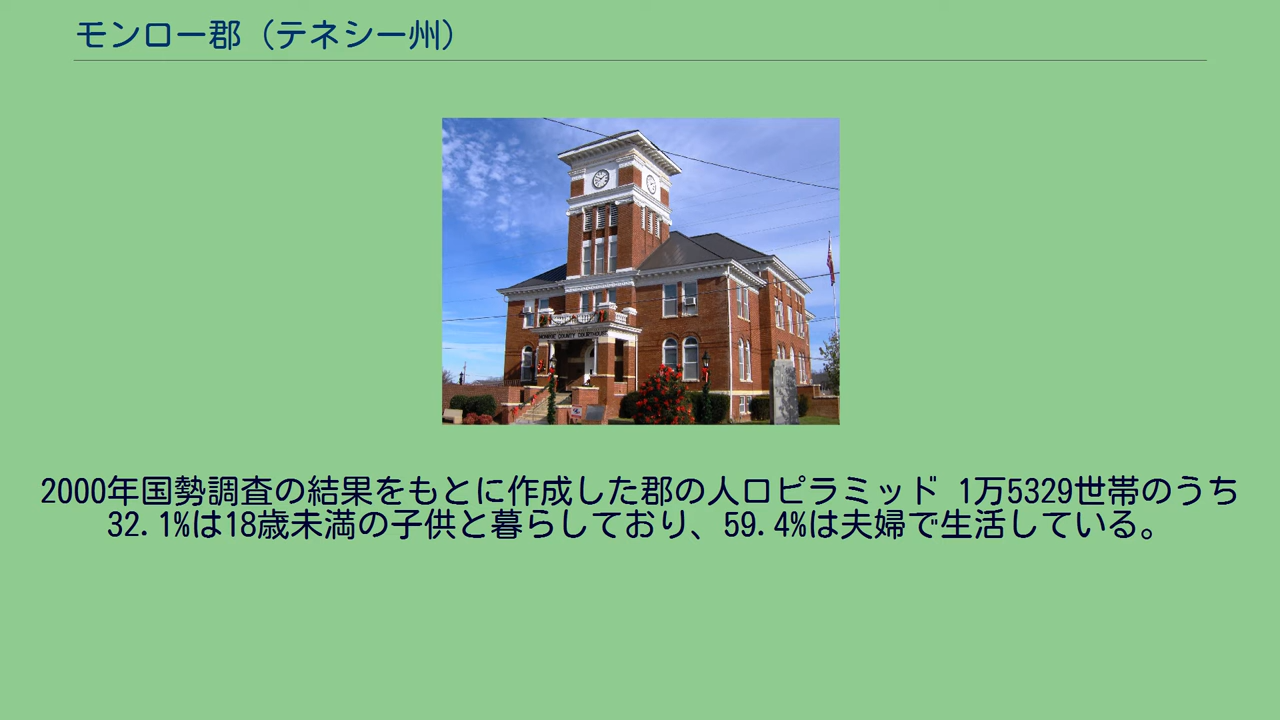 モンロー郡（テネシー州）
MONROE COUNTY COURTHOUSE
2000年国勢調査の結果をもとに作成した郡の人口ピラミッド 1万5329世帯のうち
32.1%は18歳未満の子供と暮らしており、59.4%は夫婦で生活している。